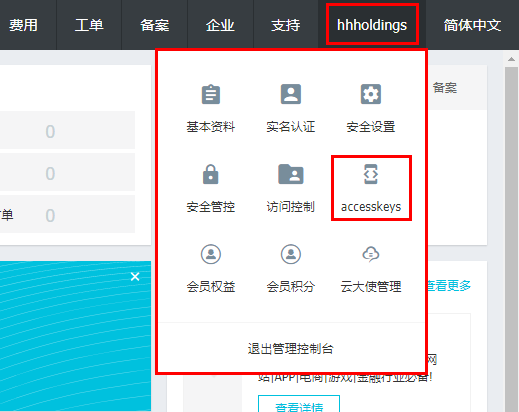 费用 工单 备案 企业 支持 hhholdings 简体中文
备案
0
0
单 0
基本资料 实名认证 安全设置
安全管控 访问控制 accesskeys
会员权益 会员积分 云大使管理
查看更多
退出管理控制台
网
站|APP|电商|游戏|金融行业必备!
查看详情